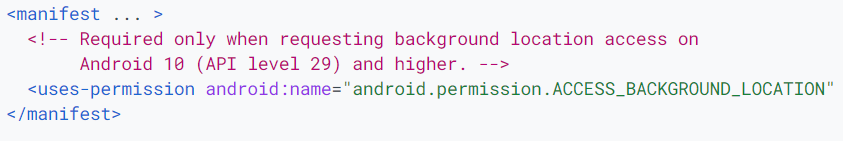 <manifest ... >
<!-- Required only when requesting background location access on
Android 10 (API level 29) and higher. -->
<uses-permission android:name="android.permission.ACCESS_BACKGROUND_LOCATION"
</manifest>